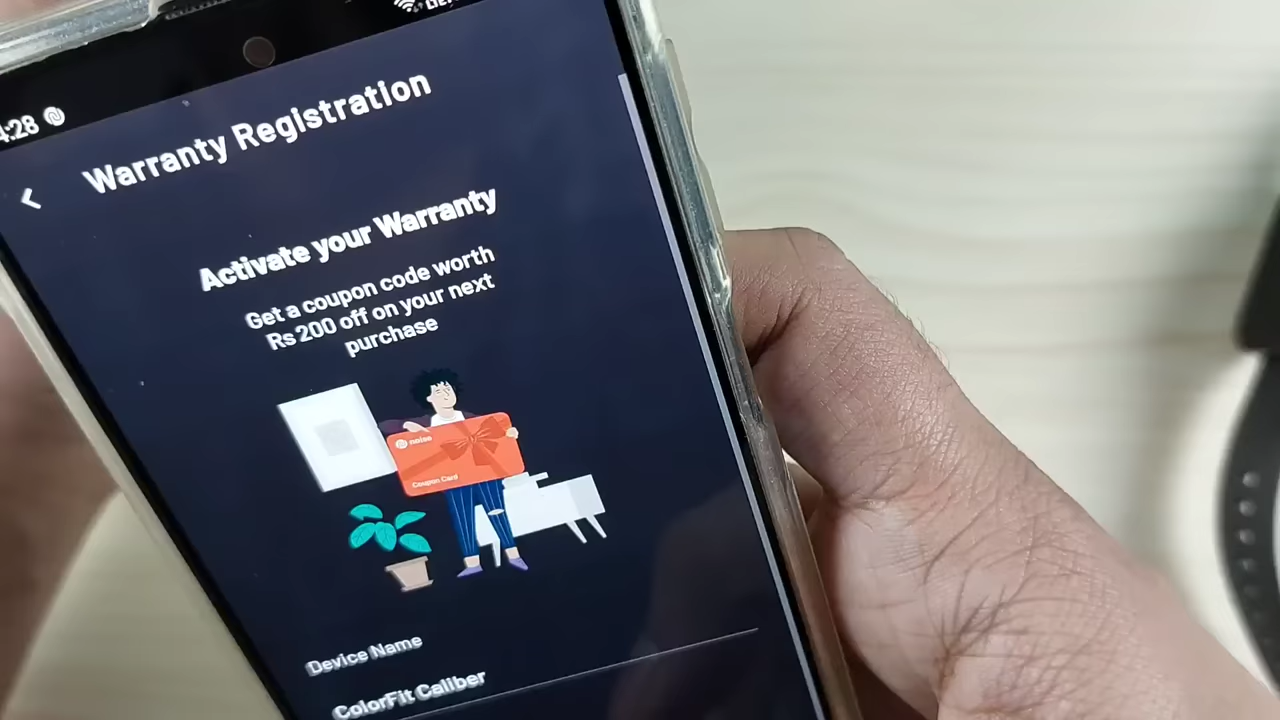 4:28
Warranty Registration
Activate your Warranty
Get a coupon code worth
Rs 200 off on your next
purchase
noise
Coupon Card
Device Name
ColorFit Caliber